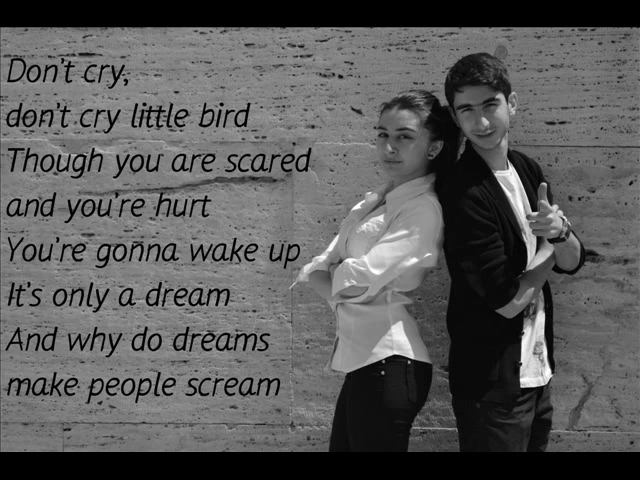 Don't cry,
don't cry little bird
Though you are scared
and you're hurt
You're gonna wake up
It's only a dream
And why do dreams
make people scream